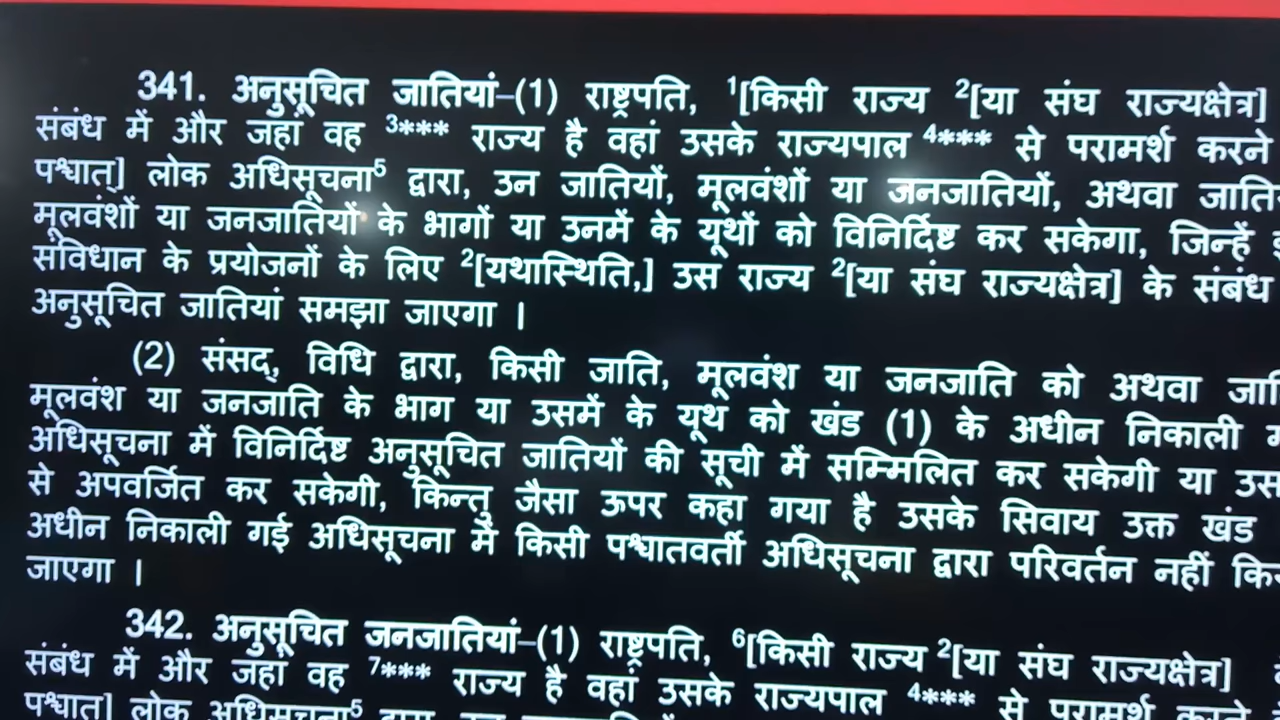 341. अनुसूचित जातियां–(1) राष्ट्रपति, 1[किसी राज्य 2[या संघ राज्यक्षेत्र]
संबंध में और जहां वह 3*** राज्य है वहां उसके राज्यपाल 4*** से परामर्श करने
पश्चात्] लोक अधिसूचना5 द्वारा, उन जातियों, मूलवंशों या जनजातियों, अथवा
मूलवंशों या जनजातियों के भागों या उनमें के यूथों को विनिर्दिष्ट कर सकेगा, जिन्हें
संविधान के प्रयोजनों के लिए 2[यथास्थिति,] उस राज्य 2[या संघ राज्यक्षेत्र] के संबंध
अनुसूचित जातियां समझा जाएगा ।
(2) संसद्, विधि द्वारा, किसी जाति, मूलवंश या जनजाति को अथवा
मूलवंश या जनजाति के भाग या उसमें के यूथ को खंड (1) के अधीन निकाली
अधिसूचना में विनिर्दिष्ट अनुसूचित जातियों की सूची में सम्मिलित कर सकेगी या
से अपवर्जित कर सकेगी, किन्तु जैसा ऊपर कहा गया है उसके सिवाय उक्त खंड
अधीन निकाली गई अधिसूचना में किसी पश्चातवर्ती अधिसूचना द्वारा परिवर्तन नहीं
जाएगा ।
342. अनुसूचित जनजातियां–(1) राष्ट्रपति, 6[किसी राज्य 2[या संघ राज्यक्षेत्र]
संबंध में और जहां वह 7*** राज्य है वहां उसके राज्यपाल 4*** से परामर्श करने
पश्चात्] लोक अधिसूचना5